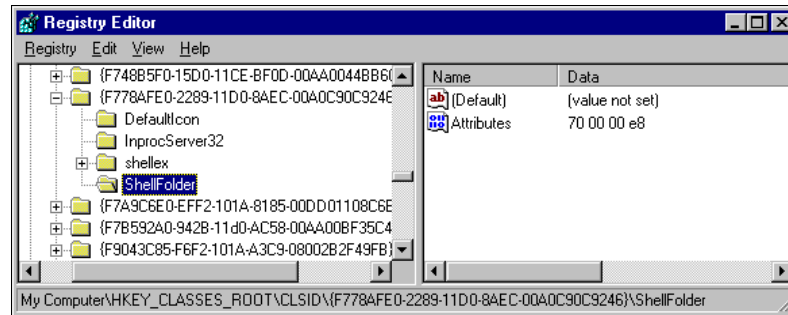 Registry Editor
Registry Edit View Help
{F748B5F0-15D0-11CE-BF0D-00AA0044BB6(
{F778AFE0-2289-11D0-8AEC-00A0C90C924E
DefaultIcon
InprocServer32
shellex
ShellFolder
{F7A9C6E0-EFF2-101A-8185-00DD01108C6E
{F7B592A0-942B-11d0-AC58-00AA00BF35C4
{F9043C85-F6F2-101A-A3C9-08002B2F49FB}
Name Data
(Default) (value not set)
Attributes 70 00 00 e8
My Computer\HKEY_CLASSES_ROOT\CLSID\{F778AFE0-2289-11D0-8AEC-00A0C90C9246}\ShellFolder